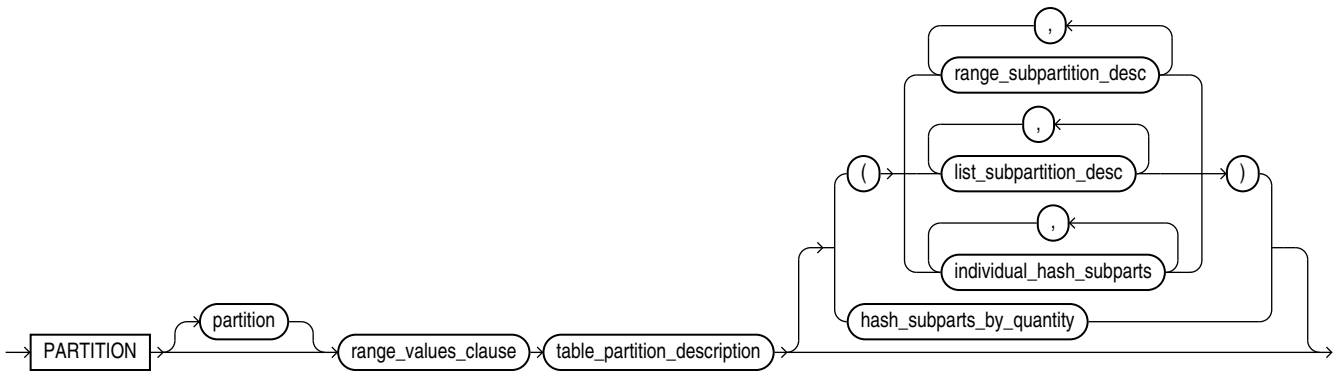 ,
range_subpartition_desc
,
( list_subpartition_desc )
,
individual_hash_subparts
partition hash_subparts_by_quantity
PARTITION range_values_clause table_partition_description